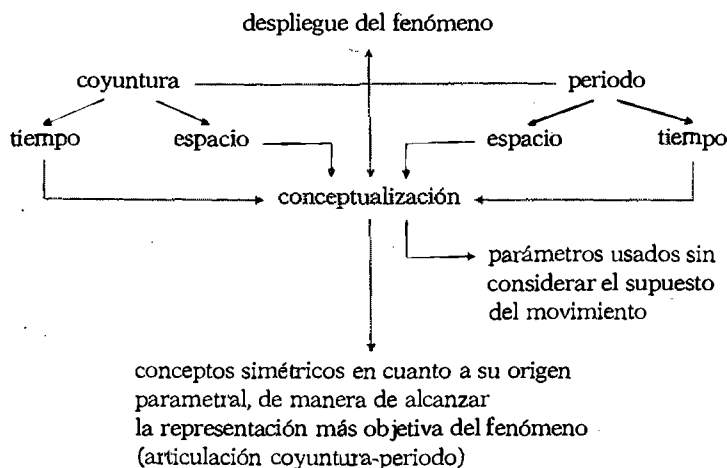 despliegue del fenómeno
coyuntura
periodo
tiempo
espacio
espacio
tiempo
conceptualización
parámetros usados sin
considerar el supuesto
del movimiento
conceptos simétricos en cuanto a su origen
parametral, de manera de alcanzar
la representación más objetiva del fenómeno
(articulación coyuntura-periodo)